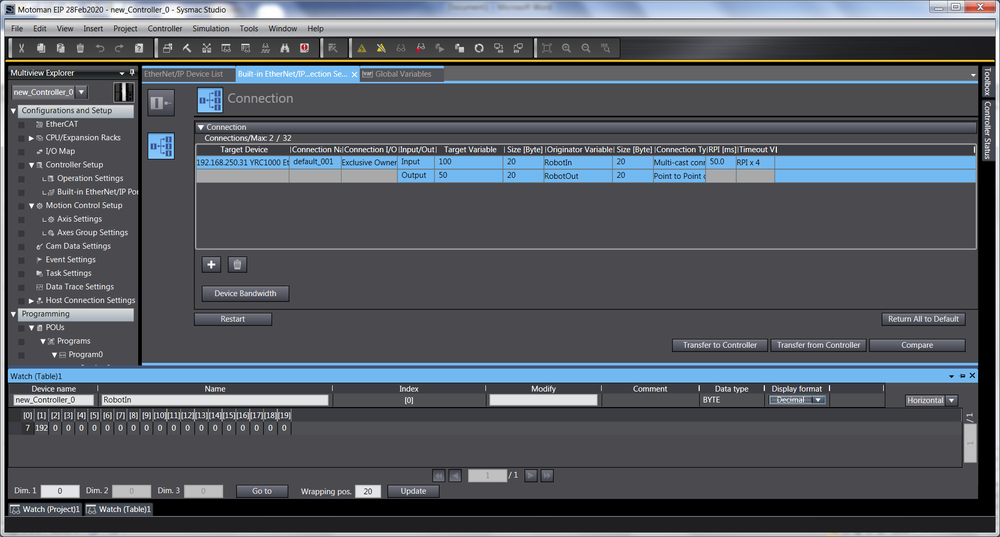 Motoman EIP 28Feb2020 - new_Controller_0 - Sysmac Studio
File Edit View Insert Project Controller Simulation Tools Window Help
Multiview Explorer
new_Controller_0
Configurations and Setup
EtherCAT
CPU/Expansion Racks
I/O Map
Controller Setup
Operation Settings
Built-in EtherNet/IP Por
Motion Control Setup
Axis Settings
Axes Group Settings
Cam Data Settings
Event Settings
Task Settings
Data Trace Settings
Host Connection Settings
Programming
POUs
Programs
Program0
EtherNet/IP Device List Built-in EtherNet/IP...ection Se... Global Variables
Connection
Connection
Connections/Max: 2 / 32
Target Device Connection Na Connection I/O Input/Out Target Variable Size [Byte] Originator Variable Size [Byte] Connection Ty RPI [ms] Timeout V
192.168.250.31 YRC1000 Et default_001 Exclusive Owner Input 100 20 RobotIn 20 Multi-cast conn 50.0 RPI x 4
Output 50 20 RobotOut 20 Point to Point c
Device Bandwidth
Restart Return All to Default
Transfer to Controller Transfer from Controller Compare
Toolbox
Controller Status
Watch (Table)1
Device name Name Index Modify Comment Data type Display format
new_Controller_0 RobotIn [0] BYTE Decimal Horizontal
[0] [1] [2] [3] [4] [5] [6] [7] [8] [9] [10] [11] [12] [13] [14] [15] [16] [17] [18] [19]
7 192 0 0 0 0 0 0 0 0 0 0 0 0 0 0 0 0 0 0
/ 1
1
1 / 1
Dim. 1 0 Dim. 2 0 Dim. 3 0 Go to Wrapping pos. 20 Update
Watch (Project)1 Watch (Table)1